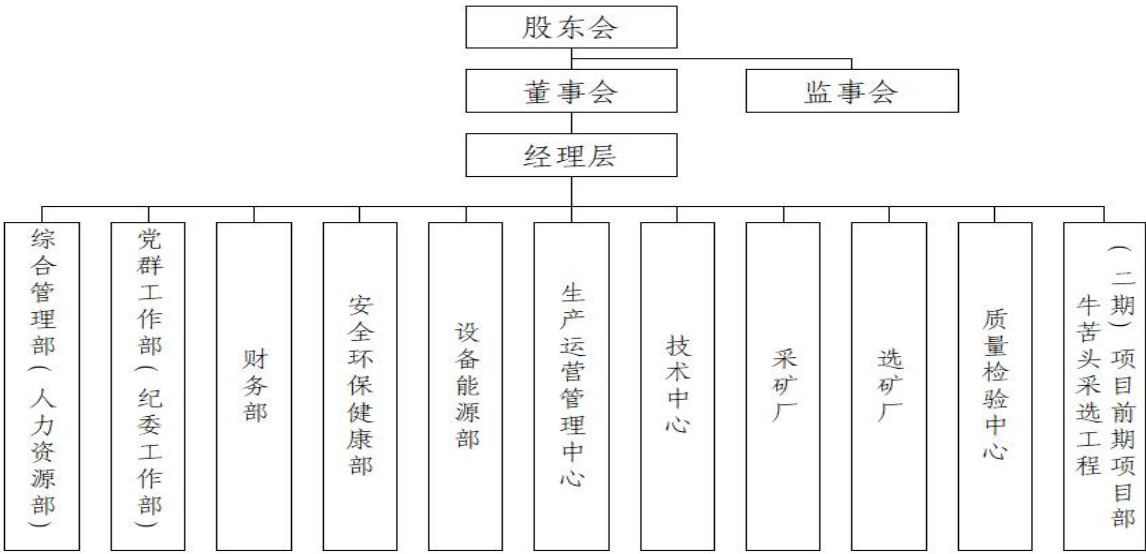 股东会
董事会
监事会
经理层
综合管理部(人力资源部)
党群工作部(纪委工作部)
财务部
安全环保健康部
设备能源部
生产运营管理中心
技术中心
采矿厂
选矿厂
质量检验中心
牛苦头采选工程
(二期)项目前期项目部